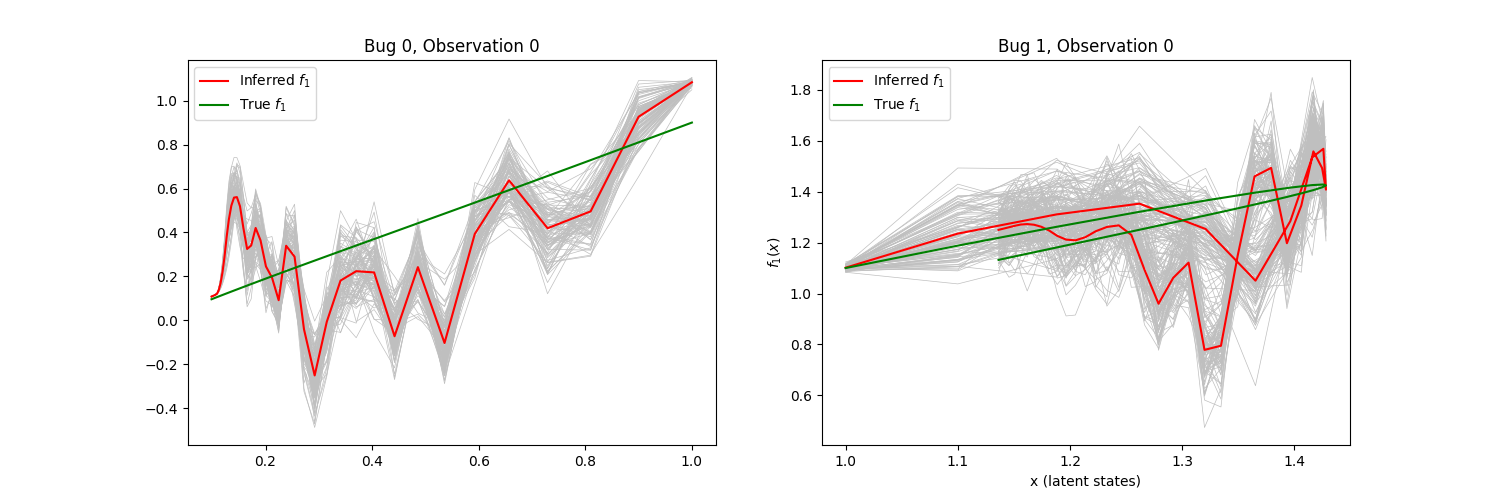 Bug 0, Observation 0
Inferred f₁
True f₁
1.0
0.8
0.6
0.4
0.2
0.0
−0.2
−0.4
0.2 0.4 0.6 0.8 1.0
Bug 1, Observation 0
Inferred f₁
True f₁
1.8
1.6
1.4
1.2
1.0
0.8
0.6
f₁(x)
1.0 1.1 1.2 1.3 1.4
x (latent states)